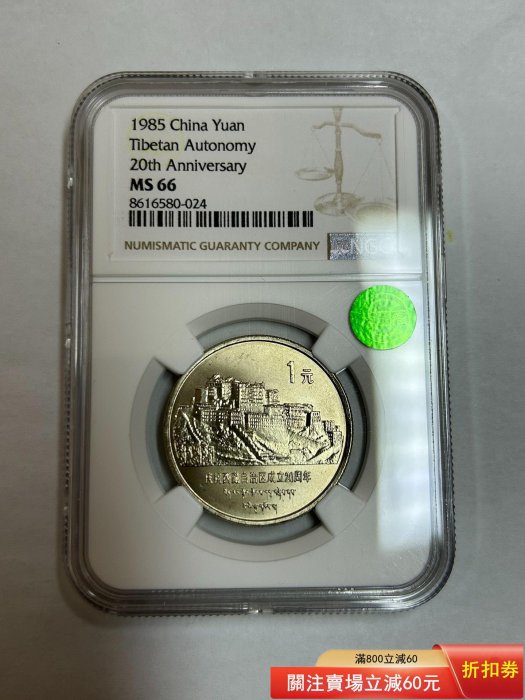 1985 China Yuan
Tibetan Autonomy
20th Anniversary
MS 66
8616580-024
NUMISMATIC GUARANTY COMPANY
NGC
1元
自治区成立20周年
滿800立減60
關注賣場立減60元
折扣券